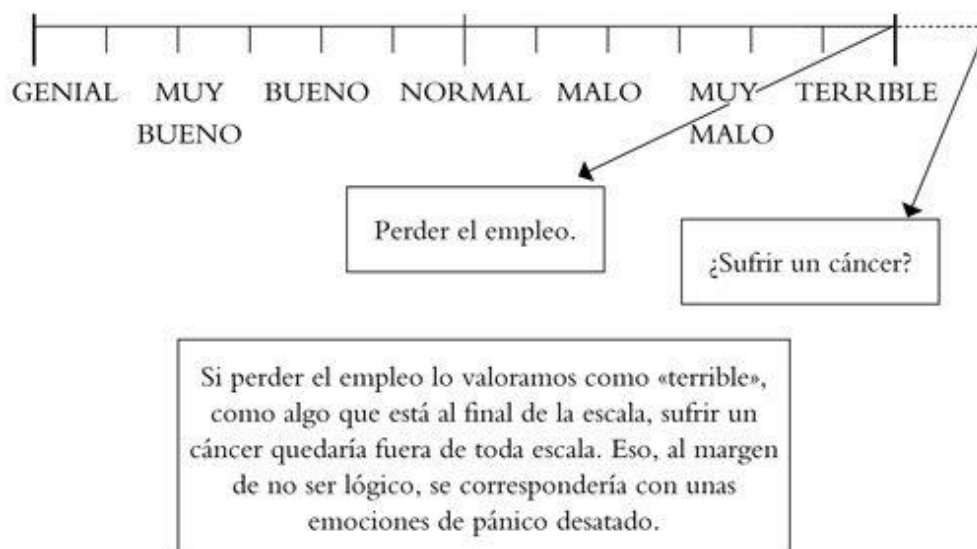 GENIAL MUY BUENO NORMAL MALO MUY TERRIBLE
BUENO MALO
Perder el empleo.
¿Sufrir un cáncer?
Si perder el empleo lo valoramos como «terrible»,
como algo que está al final de la escala, sufrir un
cáncer quedaría fuera de toda escala. Eso, al margen
de no ser lógico, se correspondería con unas
emociones de pánico desatado.